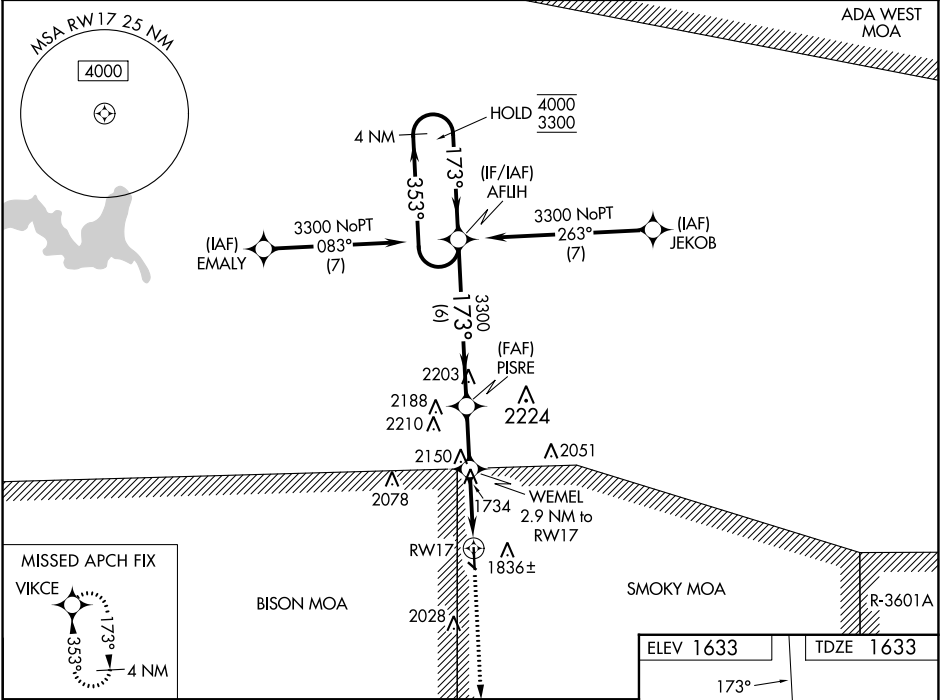 MSA RW17 25 NM
4000
ADA WEST
MOA
HOLD 4000
3300
4 NM
173°
353°
(IF/IAF)
AFLIH
3300 NoPT
083°
(7)
(IAF)
EMALY
3300 NoPT
263°
(7)
(IAF)
JEKOB
3300
173°
(6)
(FAF)
PISRE
2203
2188
2210
2224
2150
2051
2078
1734
WEMEL
2.9 NM to
RW17
RW17
1836±
MISSED APCH FIX
VIKCE
353°
173°
4 NM
BISON MOA
SMOKY MOA
R-3601A
2028
ELEV 1633
TDZE 1633
173°